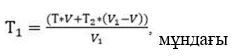 T₁ = ((T*V+T₂*(V₁−V)))/V₁, мұндағы